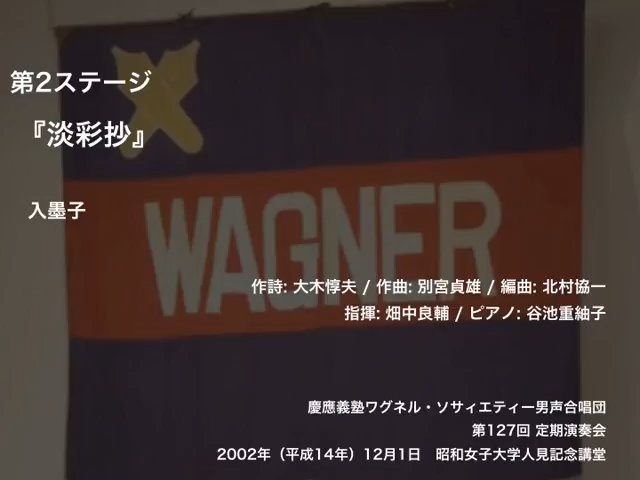 第2ステージ
『淡彩抄』
入墨子
WAGNER
作詩: 大木惇夫 / 作曲: 別宮貞雄 / 編曲: 北村協一
指揮: 畑中良輔 / ピアノ: 谷池重紬子
慶應義塾ワグネル・ソサィエティー男声合唱団
第127回 定期演奏会
2002年（平成14年）12月1日　昭和女子大学人見記念講堂